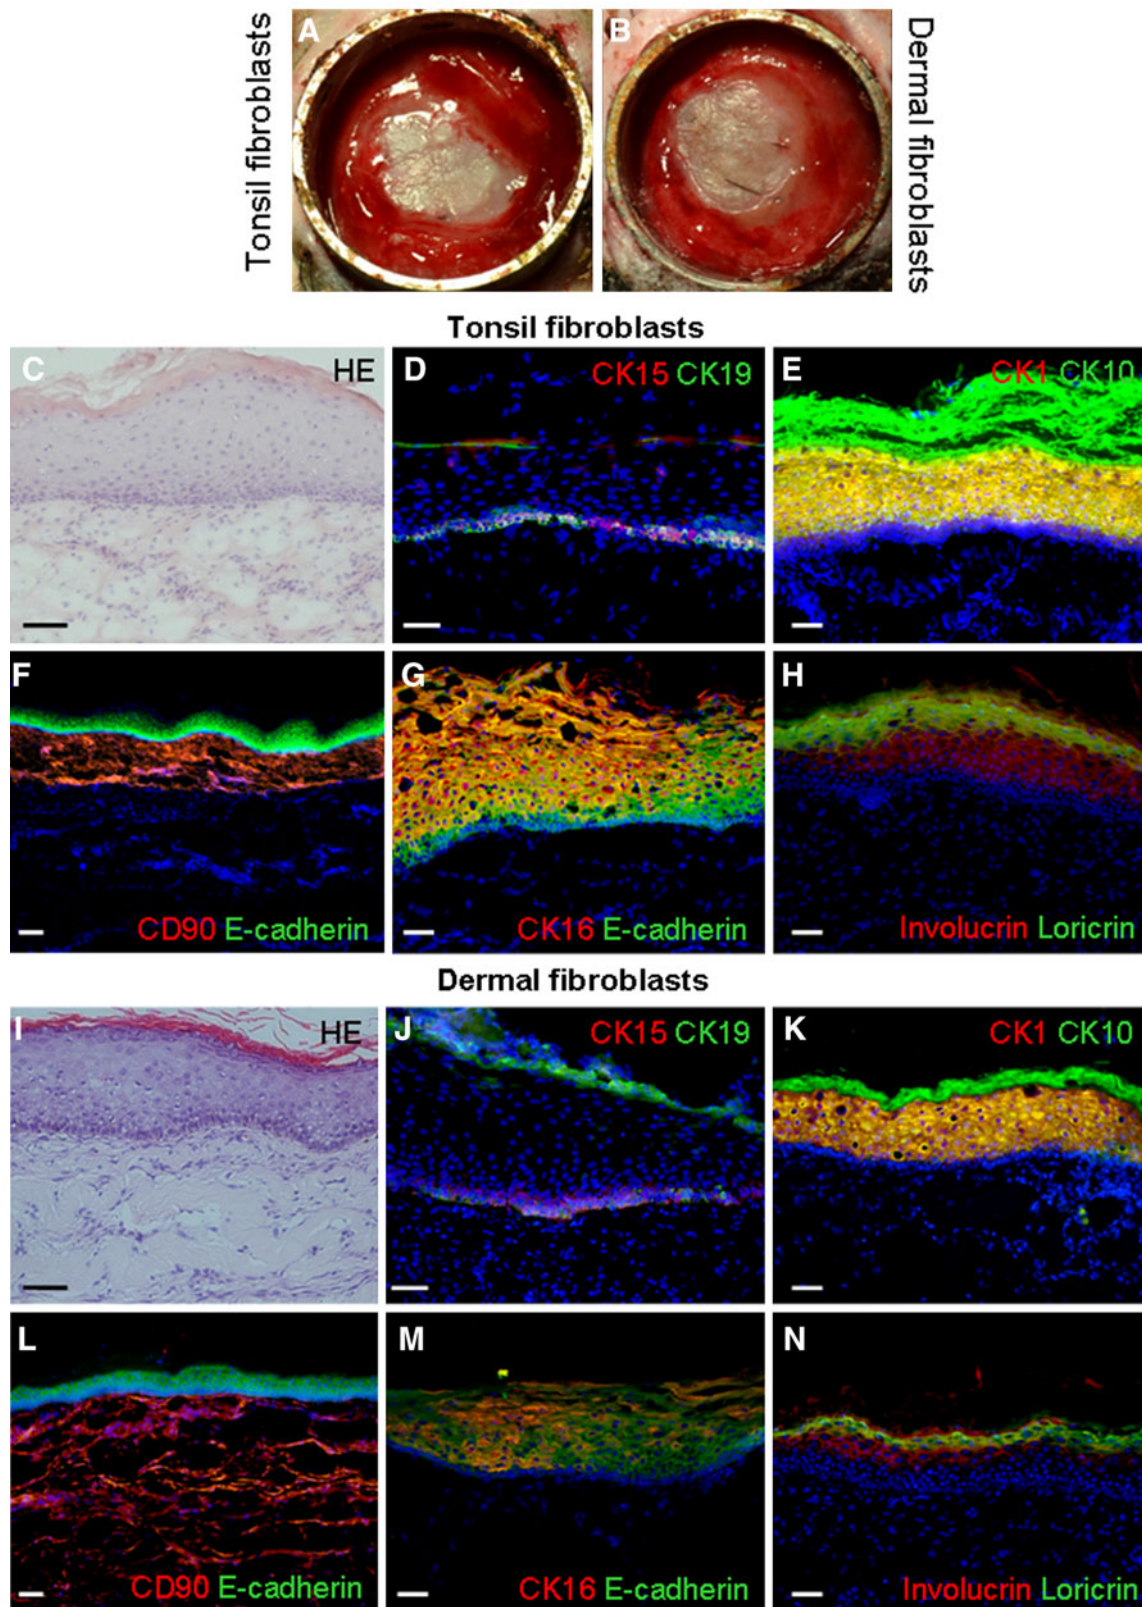 Tonsil fibroblasts
A
B
Dermal fibroblasts
Tonsil fibroblasts
C
HE
D
CK15 CK19
E
CK1 CK10
F
CD90 E-cadherin
G
CK16 E-cadherin
H
Involucrin Loricrin
Dermal fibroblasts
I
HE
J
CK15 CK19
K
CK1 CK10
L
CD90 E-cadherin
M
CK16 E-cadherin
N
Involucrin Loricrin